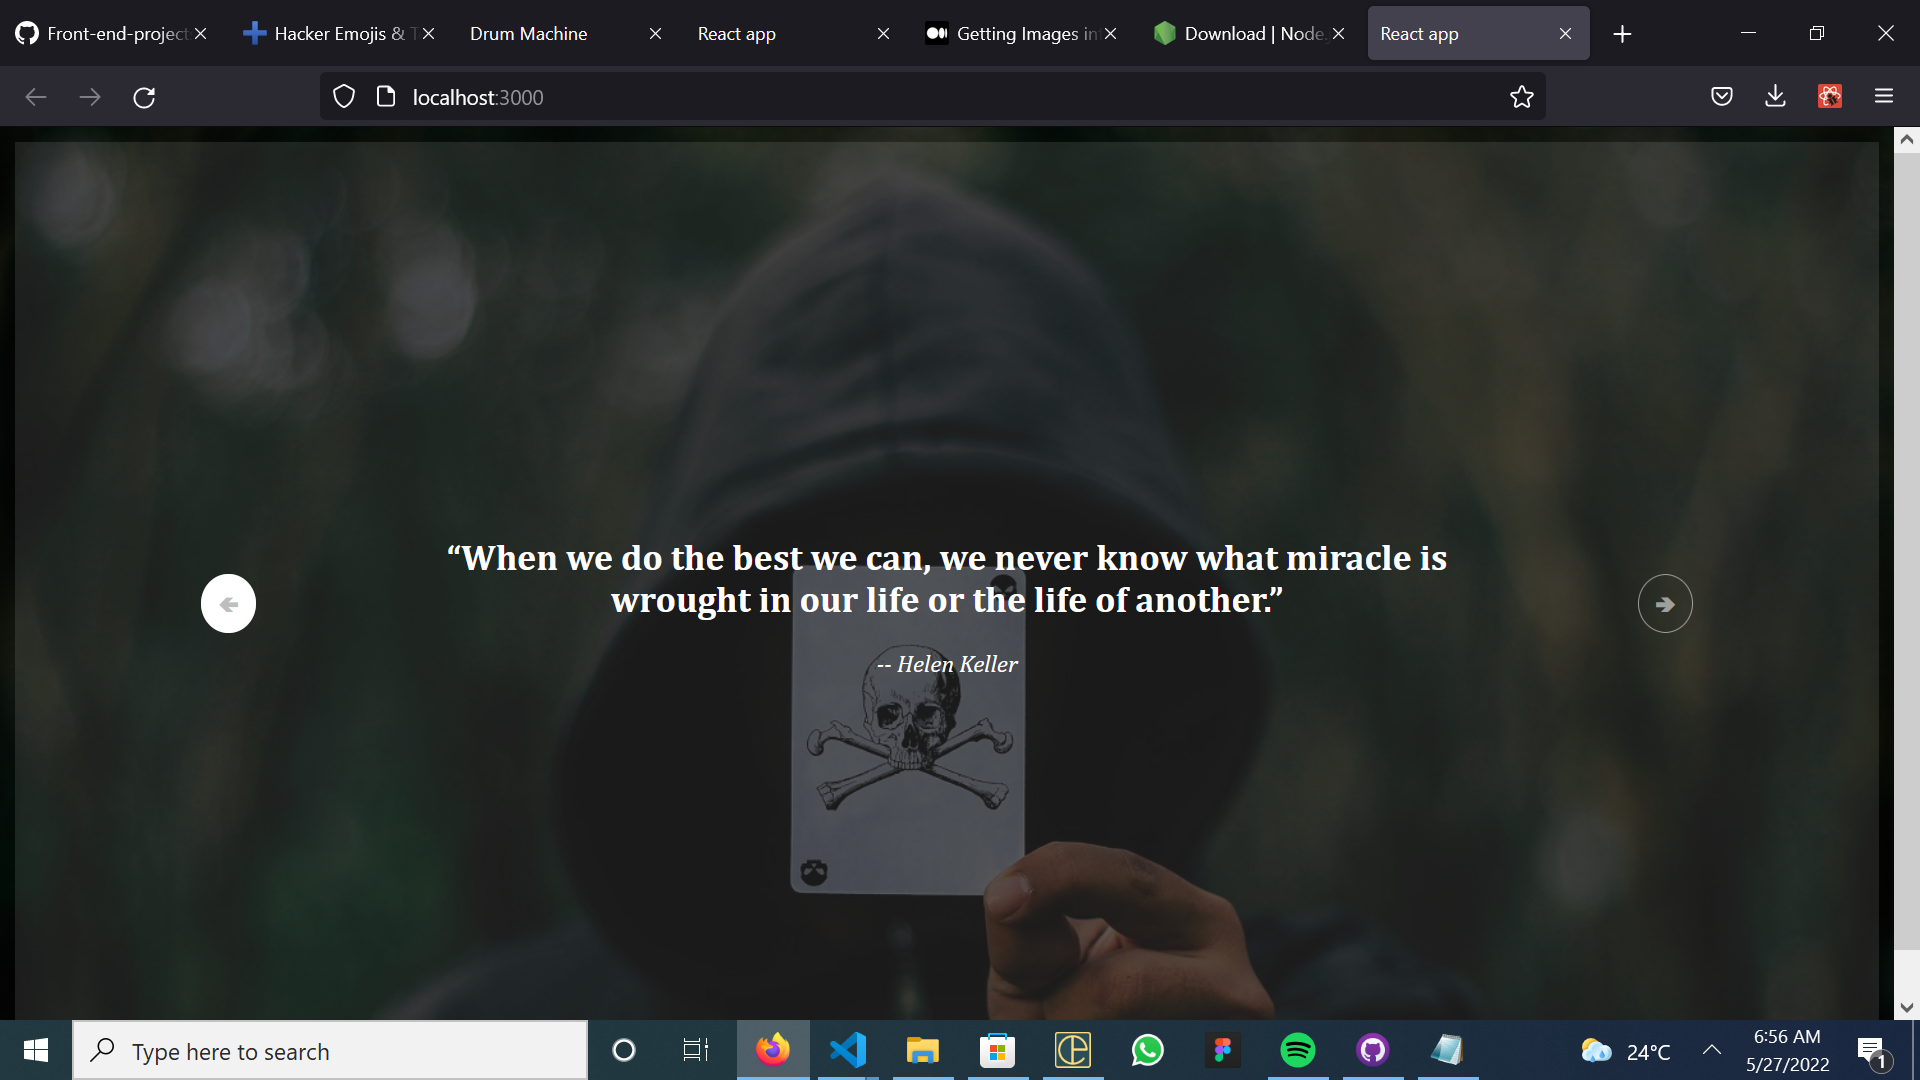 Front-end-project
Hacker Emojis & T
Drum Machine
React app
Getting Images in
Download | Node.
React app
localhost:3000
“When we do the best we can, we never know what miracle is
wrought in our life or the life of another.”
-- Helen Keller
Type here to search
24°C
6:56 AM
5/27/2022
1